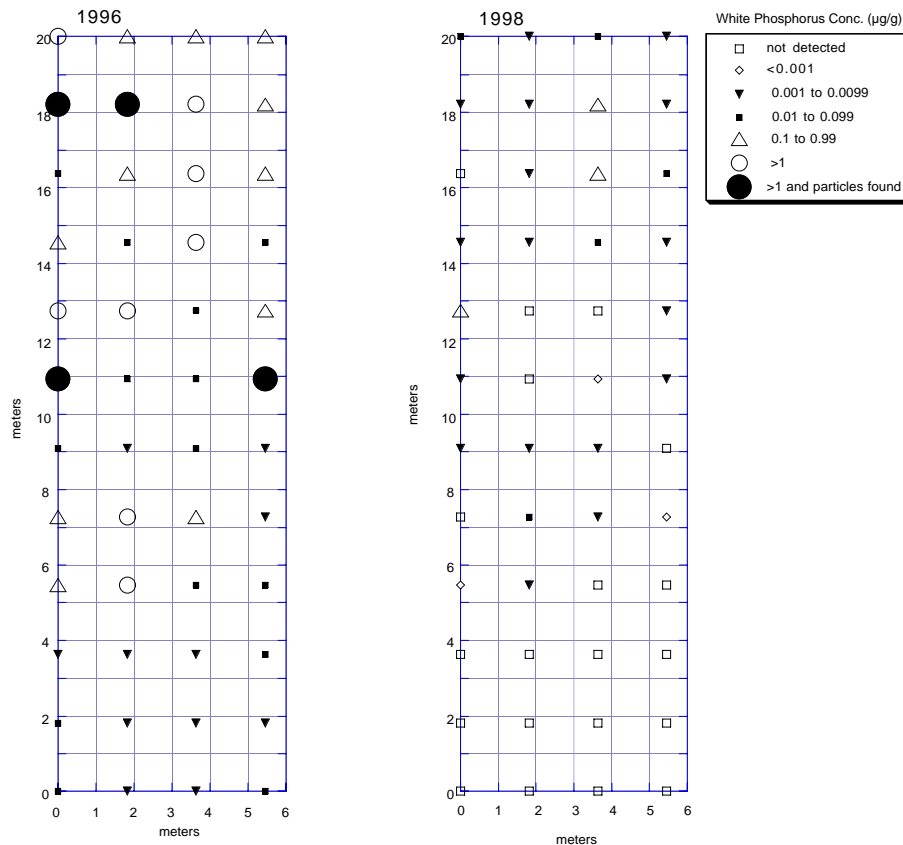 1996
20
18
16
14
12
10
8
6
4
2
0
meters
0 1 2 3 4 5 6
meters
1998
20
18
16
14
12
10
8
6
4
2
0
meters
0 1 2 3 4 5 6
meters
White Phosphorus Conc. (µg/g)
not detected
<0.001
0.001 to 0.0099
0.01 to 0.099
0.1 to 0.99
>1
>1 and particles found